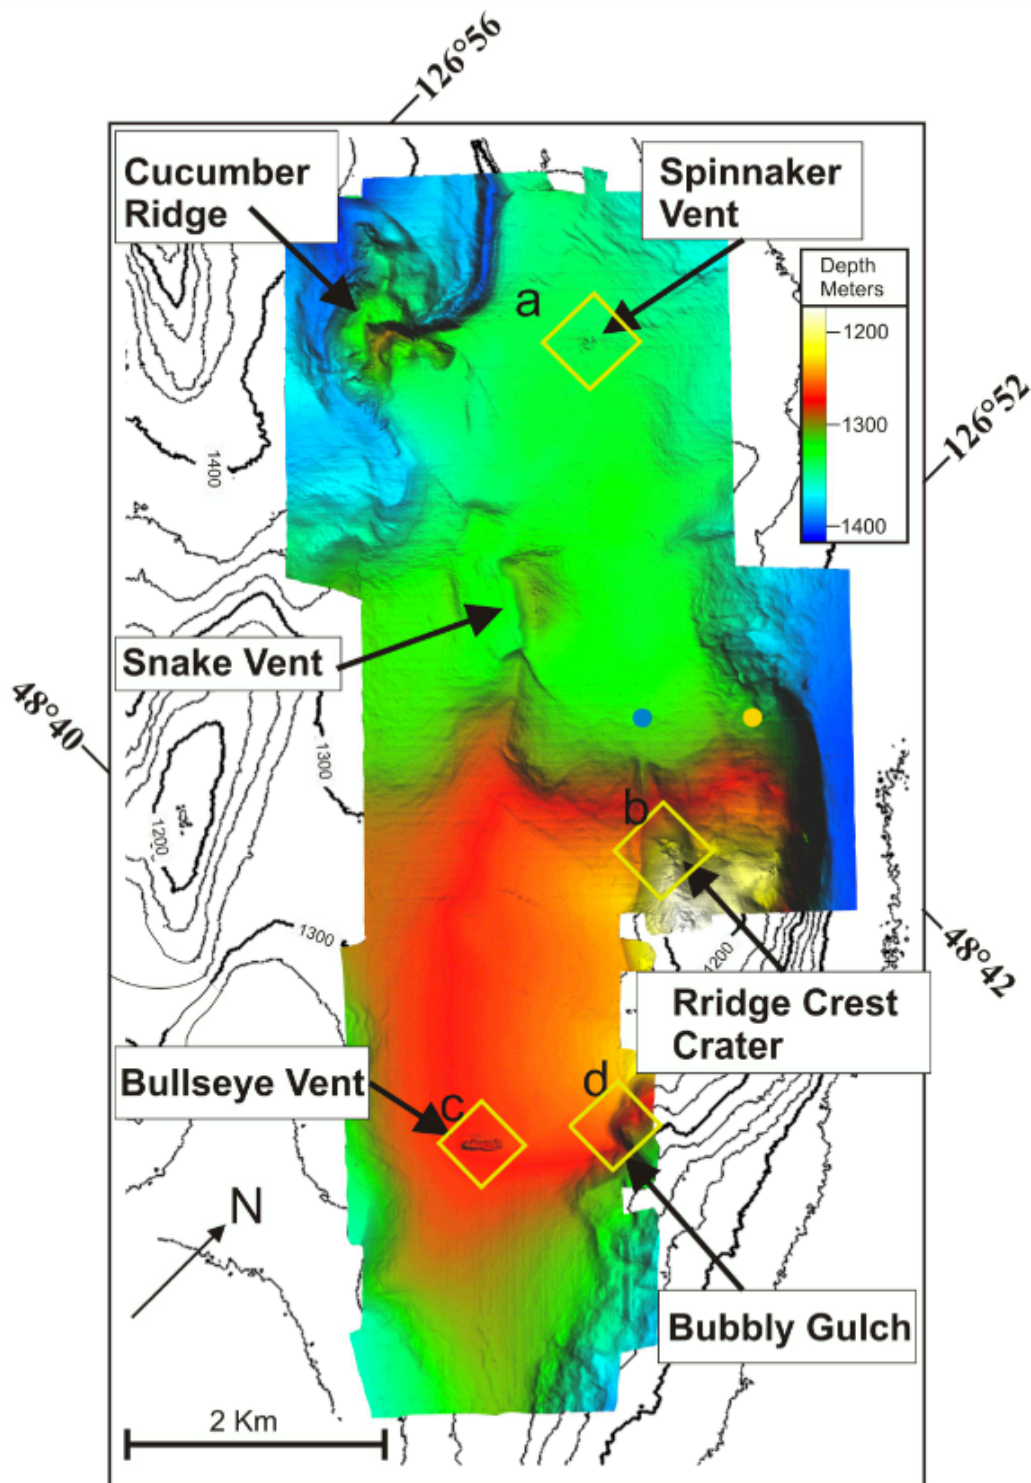 126°56
Cucumber
Ridge
Spinnaker
Vent
a
Depth
Meters
1200
1300
1400
126°52
1400
Snake Vent
48°40
1300
1200
b
1300
1200
48°42
Rridge Crest
Crater
Bullseye Vent
c
d
N
Bubbly Gulch
2 Km